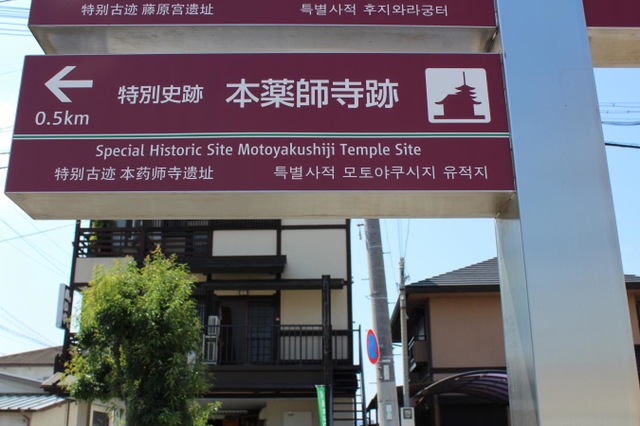 特别古迹 藤原宫遗址
특별사적 후지와라궁터
0.5km
特別史跡 本薬師寺跡
Special Historic Site Motoyakushiji Temple Site
特别古迹 本药师寺遗址
특별사적 모토야쿠시지 유적지